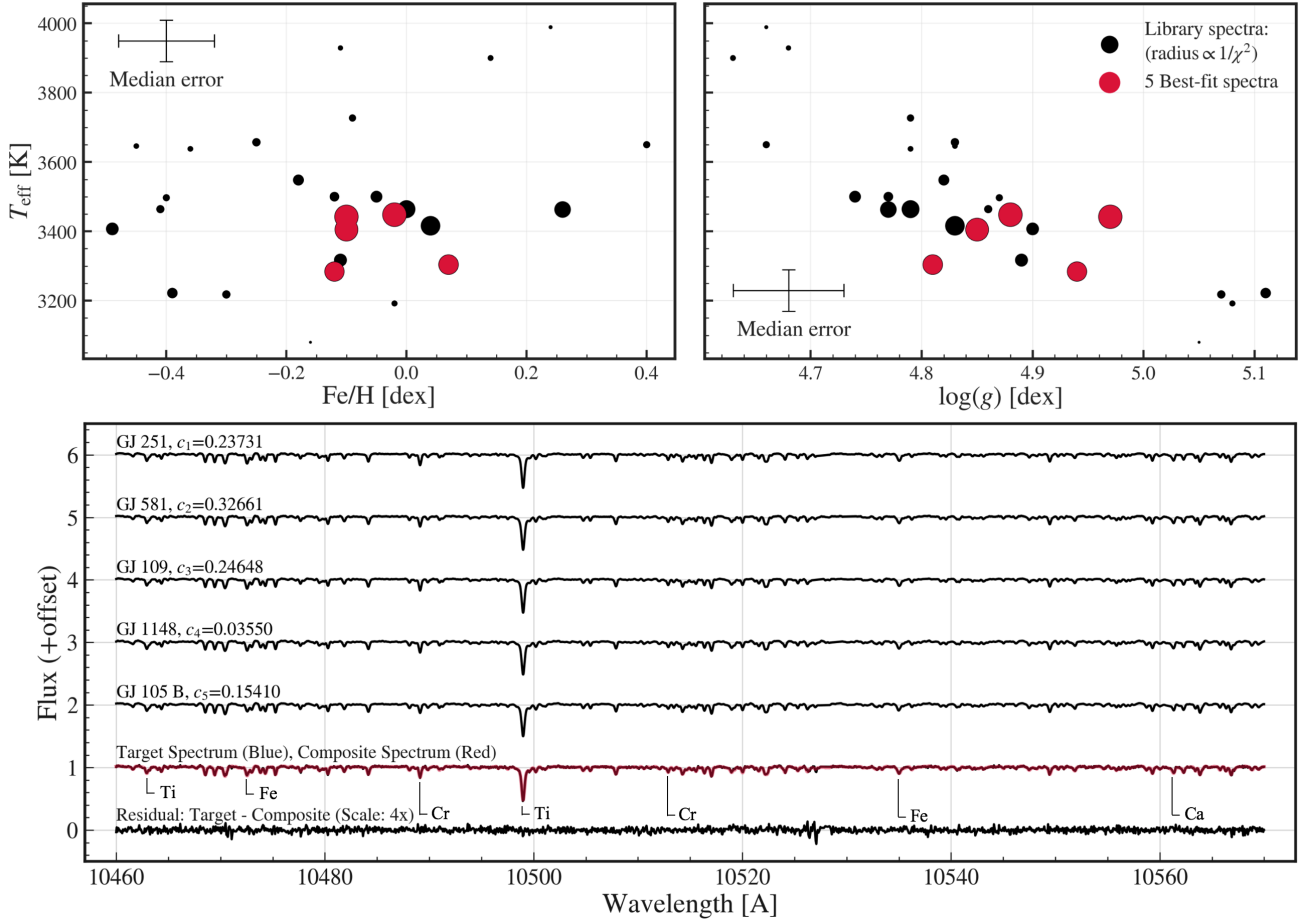 4000
3800
3600
3400
3200
T_eff [K]
Median error
−0.4
−0.2
0.0
0.2
0.4
Fe/H [dex]
Library spectra:
(radius ∝ 1/χ²)
5 Best-fit spectra
Median error
4.7
4.8
4.9
5.0
5.1
log(g) [dex]
Flux (+offset)
6
5
4
3
2
1
0
GJ 251, c₁=0.23731
GJ 581, c₂=0.32661
GJ 109, c₃=0.24648
GJ 1148, c₄=0.03550
GJ 105 B, c₅=0.15410
Target Spectrum (Blue), Composite Spectrum (Red)
Ti
Fe
Cr
Ti
Cr
Fe
Ca
Residual: Target - Composite (Scale: 4x)
10460
10480
10500
10520
10540
10560
Wavelength [A]